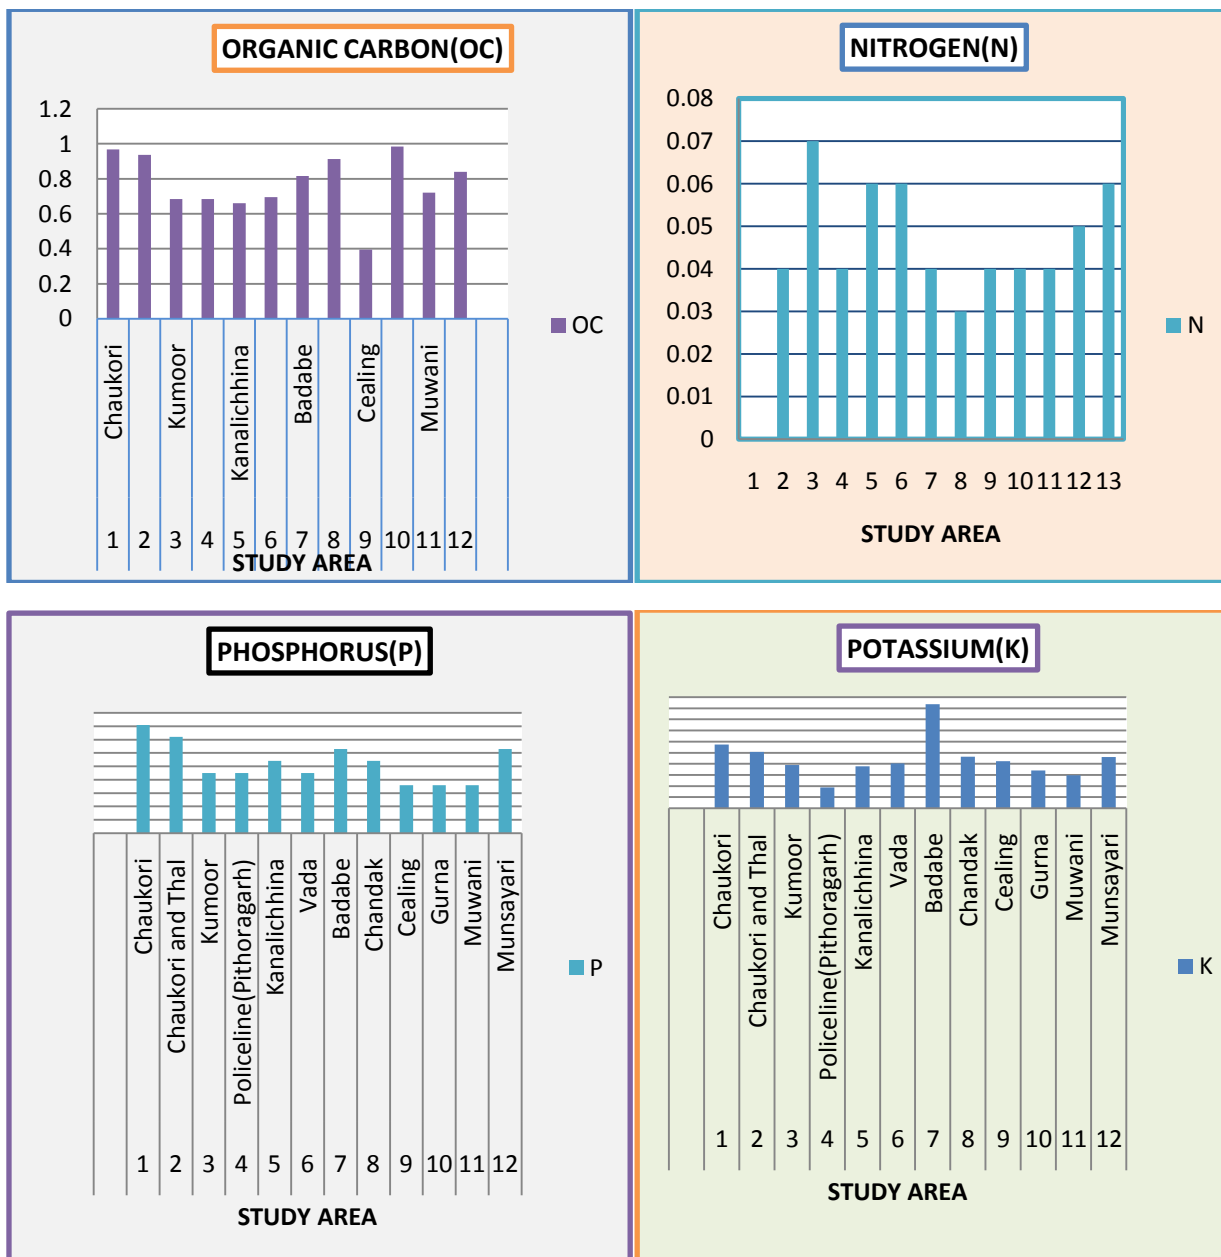 ORGANIC CARBON(OC)
1.2
1
0.8
0.6
0.4
0.2
0
OC
Chaukori
Kumoor
Kanalichhina
Badabe
Cealing
Muwani
1 2 3 4 5 6 7 8 9 10 11 12
STUDY AREA
NITROGEN(N)
0.08
0.07
0.06
0.05
0.04
0.03
0.02
0.01
0
N
1 2 3 4 5 6 7 8 9 10 11 12 13
STUDY AREA
PHOSPHORUS(P)
P
Chaukori
Chaukori and Thal
Kumoor
Policeline(Pithoragarh)
Kanalichhina
Vada
Badabe
Chandak
Cealing
Gurna
Muwani
Munsayari
1 2 3 4 5 6 7 8 9 10 11 12
STUDY AREA
POTASSIUM(K)
K
Chaukori
Chaukori and Thal
Kumoor
Policeline(Pithoragarh)
Kanalichhina
Vada
Badabe
Chandak
Cealing
Gurna
Muwani
Munsayari
1 2 3 4 5 6 7 8 9 10 11 12
STUDY AREA